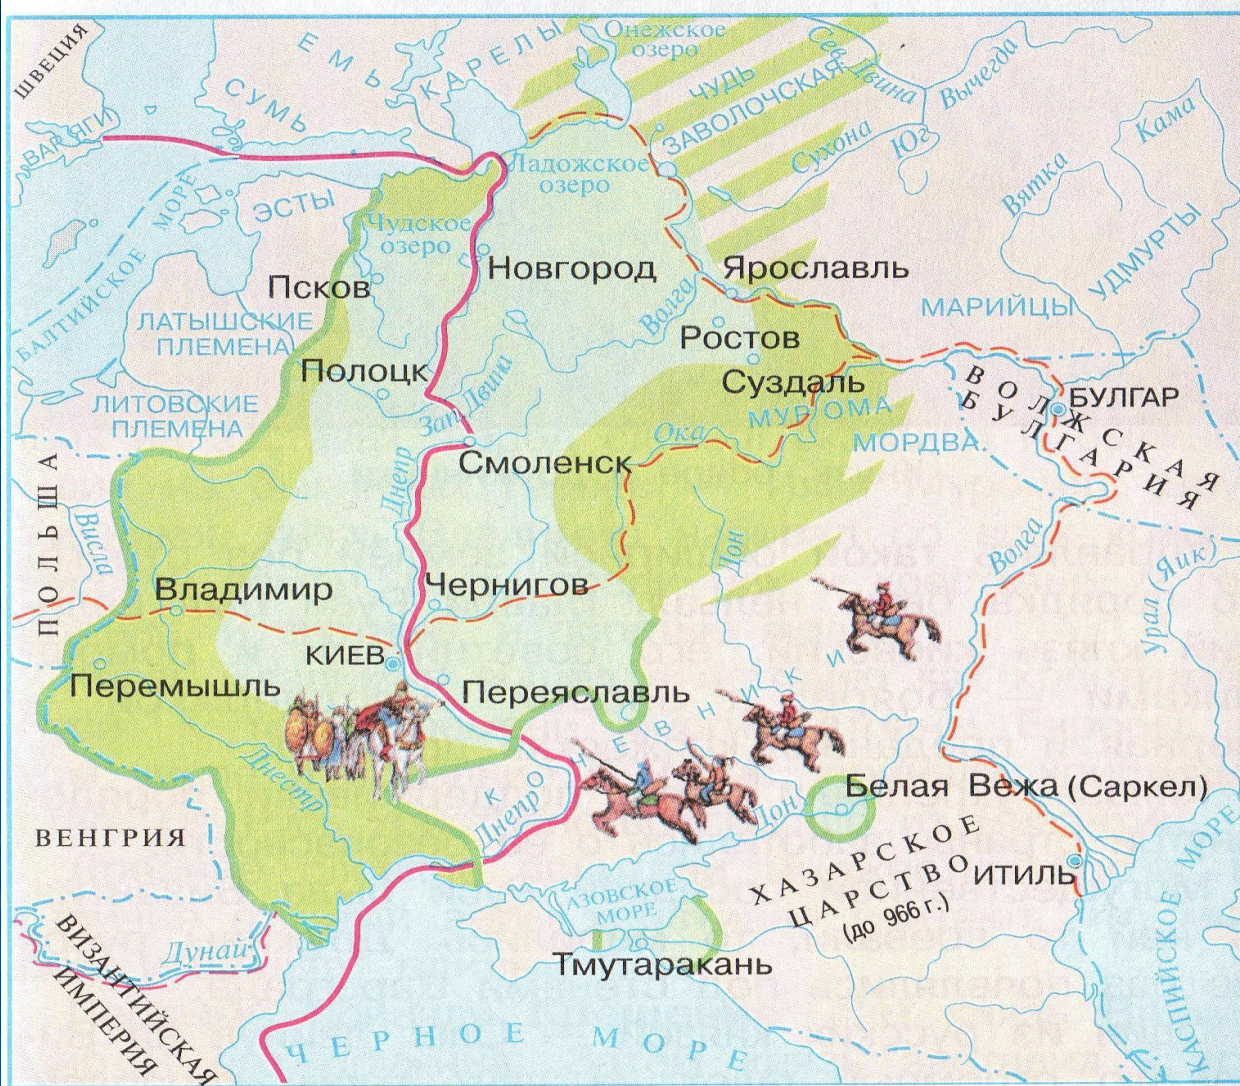 ШВЕЦИЯ
ЕМЬ
КАРЕЛЫ
Онежское
озеро
Сев. Двина
Вычегда
СУМЬ
ЧУДЬ
ЗАВОЛОЧСКАЯ
Кама
ВАРЯГИ
Сухона
Юг
Ладожское
озеро
Вятка
ЭСТЫ
МОРЕ
Чудское
озеро
УДМУРТЫ
БАЛТИЙСКОЕ
Псков
Новгород
Ярославль
Волга
МАРИЙЦЫ
ЛАТЫШСКИЕ
ПЛЕМЕНА
Ростов
Полоцк
Суздаль
Зап. Двина
ВОЛЖСКАЯ
БУЛГАРИЯ
БУЛГАР
ЛИТОВСКИЕ
ПЛЕМЕНА
МУРОМА
Ока
МОРДВА
Смоленск
ПОЛЬША
Днепр
Висла
Дон
Волга
Урал (Яик)
Владимир
Чернигов
КИЕВ
Перемышль
Переяславль
КОЧЕВНИКИ
Днестр
Днепр
Дон
Белая Вежа (Саркел)
ВЕНГРИЯ
ХАЗАРСКОЕ
ЦАРСТВО
(до 966 г.)
ИТИЛЬ
АЗОВСКОЕ
МОРЕ
Тмутаракань
Дунай
ВИЗАНТИЙСКАЯ
ИМПЕРИЯ
ЧЕРНОЕ МОРЕ
КАСПИЙСКОЕ МОРЕ